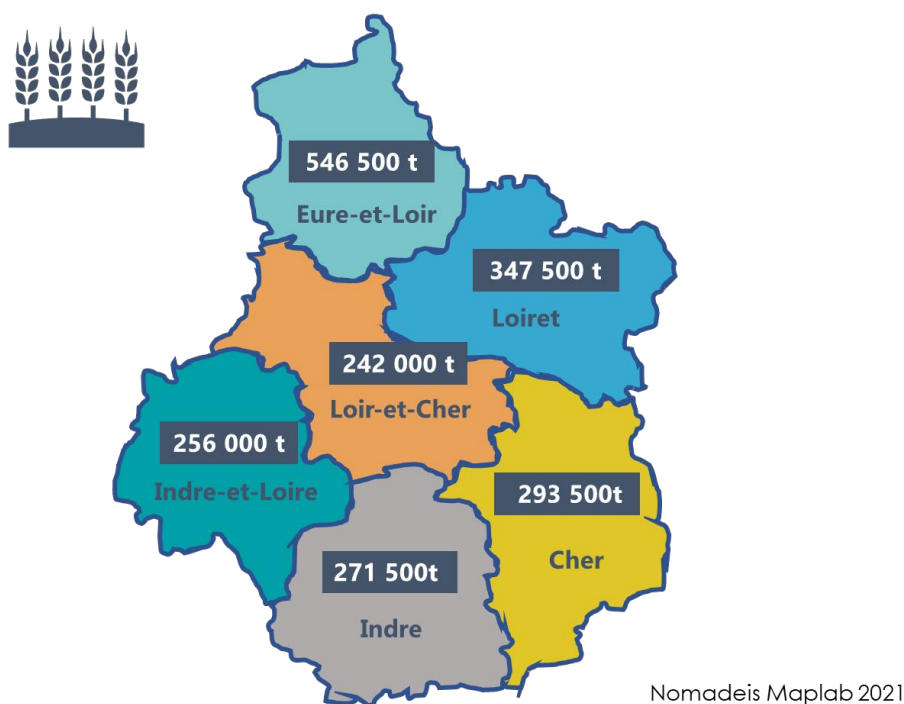 546 500 t
Eure-et-Loir
347 500 t
Loiret
242 000 t
Loir-et-Cher
256 000 t
Indre-et-Loire
293 500t
Cher
271 500t
Indre
Nomadeis Maplab 2021